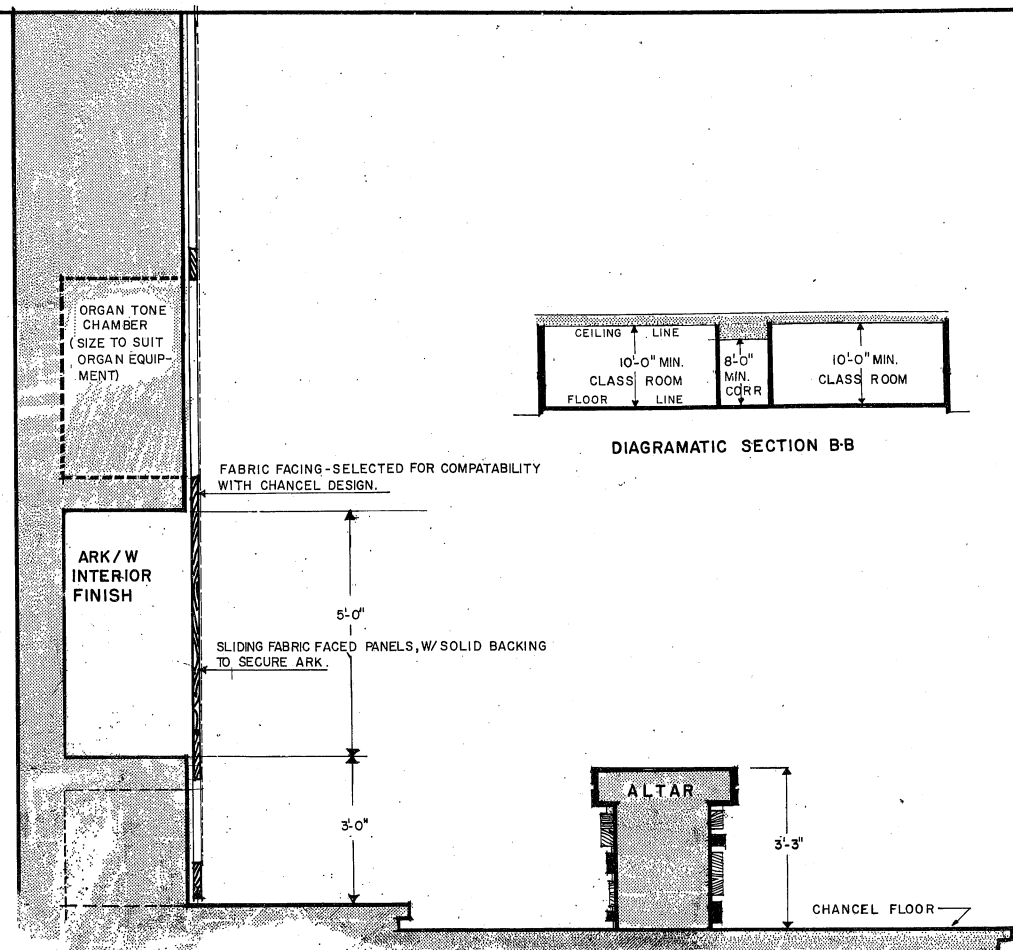 ORGAN TONE
CHAMBER
(SIZE TO SUIT
ORGAN EQUIP-
MENT)
CEILING LINE
10'-0" MIN.
CLASS ROOM
FLOOR LINE
8'-0"
MIN.
CORR
10'-0" MIN.
CLASS ROOM
DIAGRAMATIC SECTION B-B
FABRIC FACING-SELECTED FOR COMPATABILITY
WITH CHANCEL DESIGN.
ARK/W
INTERIOR
FINISH
5'-0"
SLIDING FABRIC FACED PANELS, W/ SOLID BACKING
TO SECURE ARK.
3'-0"
ALTAR
3'-3"
CHANCEL FLOOR